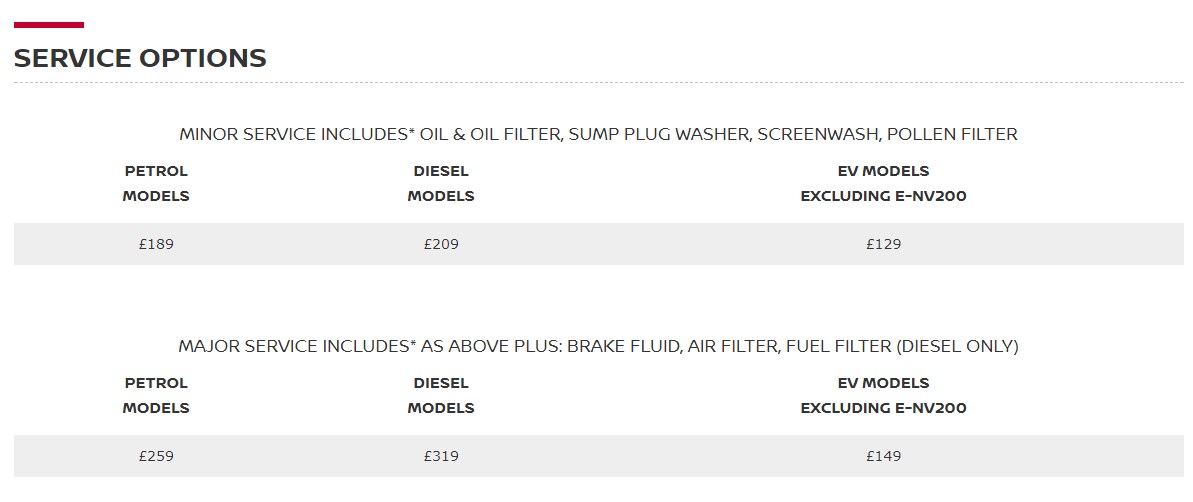 SERVICE OPTIONS
MINOR SERVICE INCLUDES* OIL & OIL FILTER, SUMP PLUG WASHER, SCREENWASH, POLLEN FILTER
PETROL MODELS DIESEL MODELS EV MODELS EXCLUDING E-NV200
£189 £209 £129
MAJOR SERVICE INCLUDES* AS ABOVE PLUS: BRAKE FLUID, AIR FILTER, FUEL FILTER (DIESEL ONLY)
PETROL MODELS DIESEL MODELS EV MODELS EXCLUDING E-NV200
£259 £319 £149